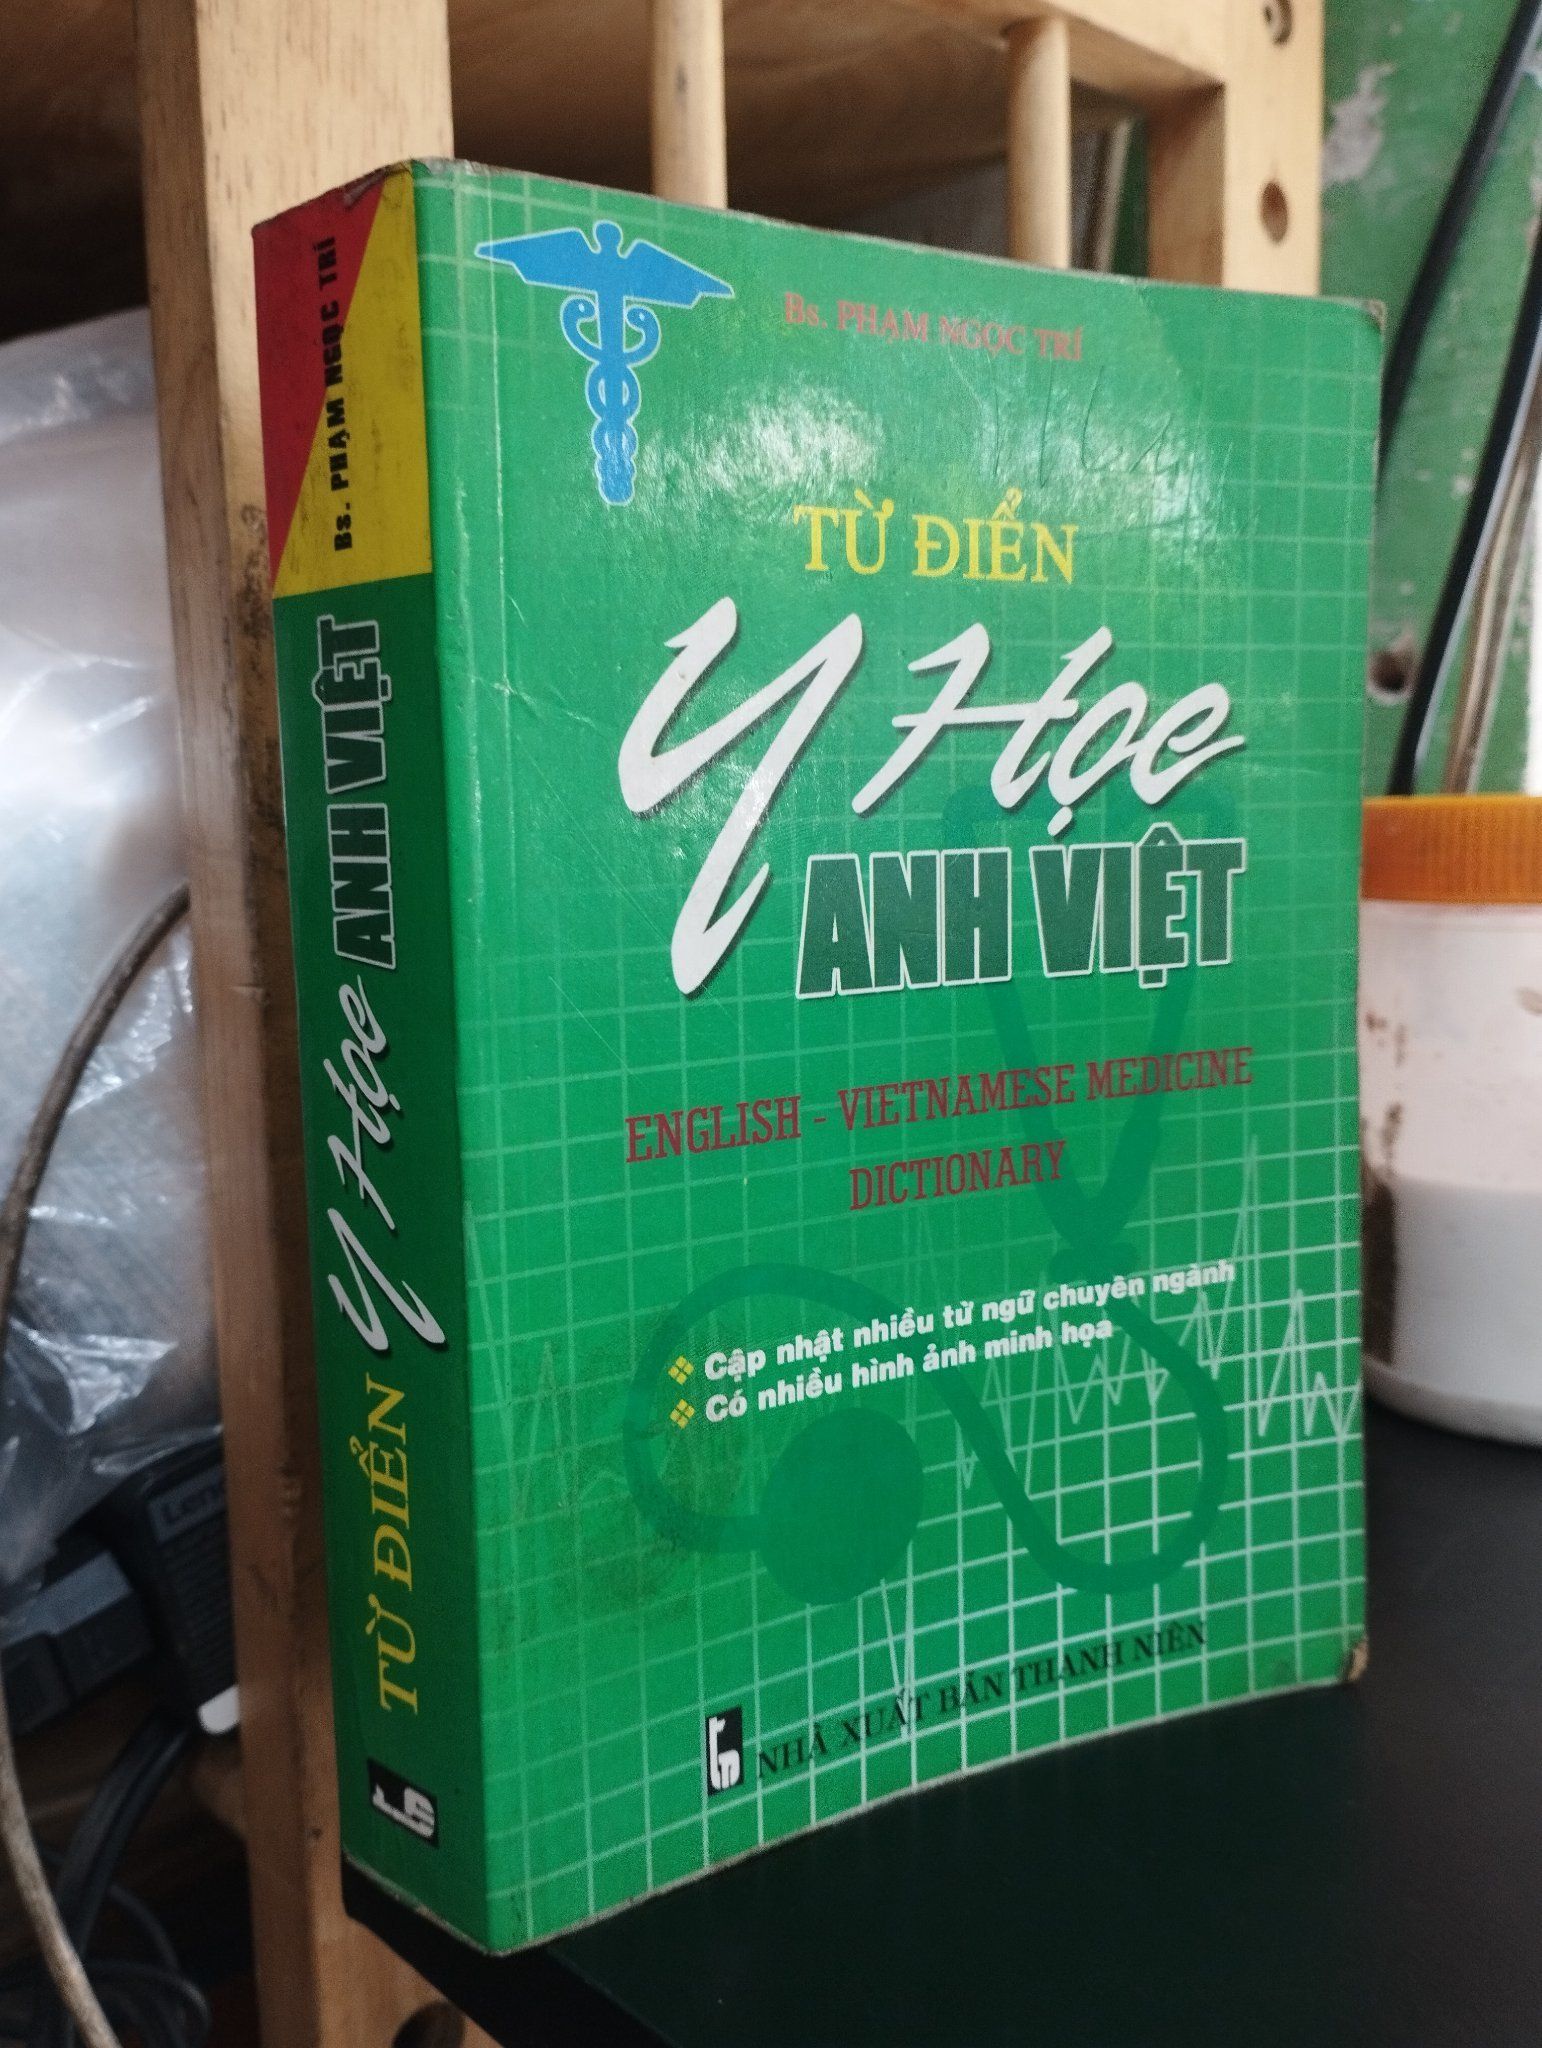 Bs. PHẠM NGỌC TRÍ
TỪ ĐIỂN
Y Học
ANH VIỆT
ENGLISH - VIETNAMESE MEDICINE
DICTIONARY
Cập nhật nhiều từ ngữ chuyên ngành
Có nhiều hình ảnh minh họa
NHÀ XUẤT BẢN THANH NIÊN
Bs. PHẠM NGỌC TRÍ
TỪ ĐIỂN Y Học ANH VIỆT